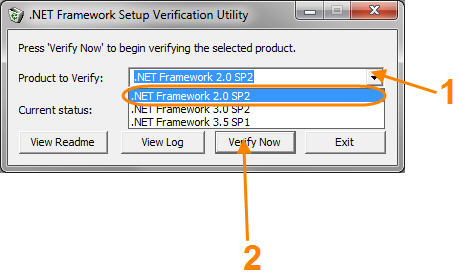 .NET Framework Setup Verification Utility
Press 'Verify Now' to begin verifying the selected product.
Product to Verify: .NET Framework 2.0 SP2
1
.NET Framework 2.0 SP2
Current status: .NET Framework 3.0 SP2
.NET Framework 3.5 SP1
View Readme View Log Verify Now Exit
2